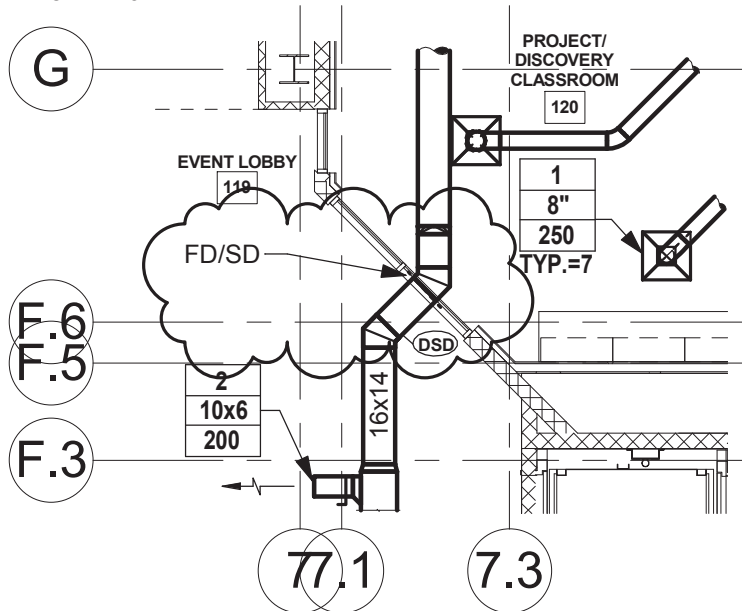 G
PROJECT/
DISCOVERY
CLASSROOM
120
EVENT LOBBY
119
1
8"
250
TYP.=7
FD/SD
F.6
F.5
DSD
2
10x6
200
16x14
F.3
7
7.1
7.3